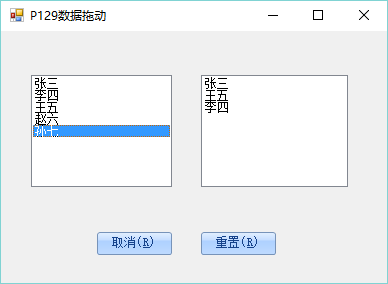 P129数据拖动
张三
李四
王五
赵六
孙七
张三
王五
李四
取消(R)
重置(R)